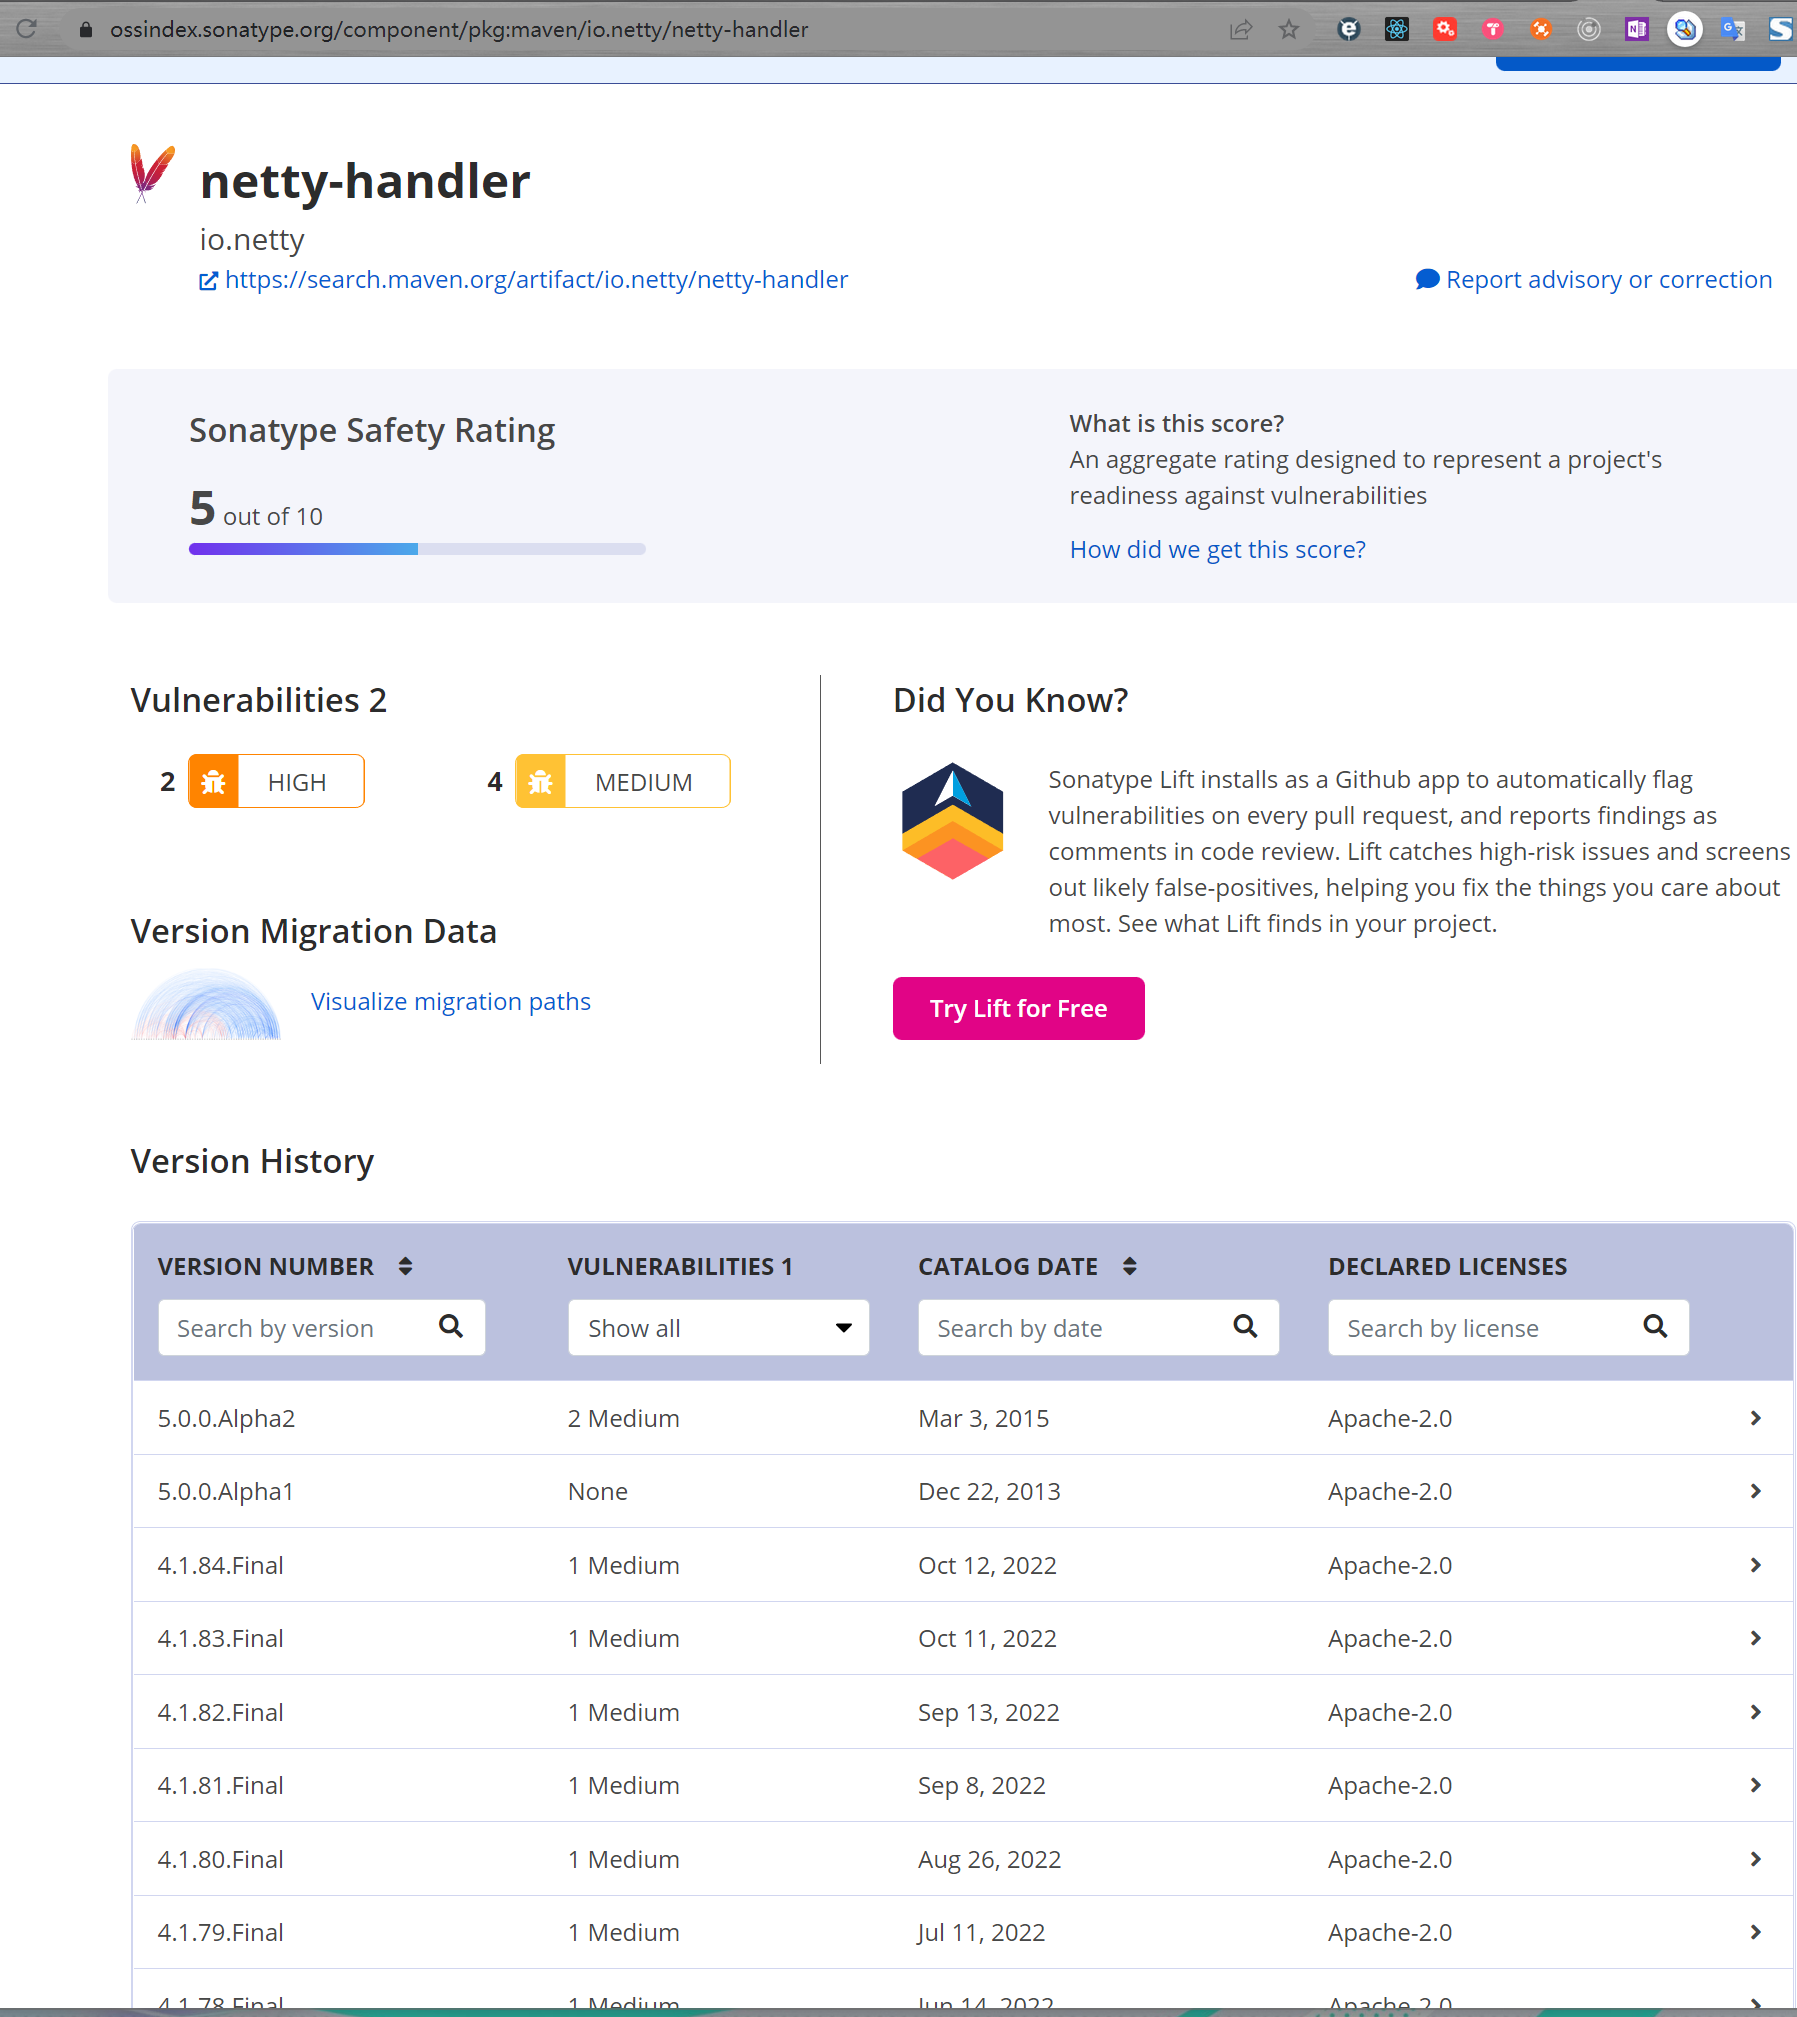 ossindex.sonatype.org/component/pkg:maven/io.netty/netty-handler
netty-handler
io.netty
https://search.maven.org/artifact/io.netty/netty-handler
Report advisory or correction
Sonatype Safety Rating
5 out of 10
What is this score?
An aggregate rating designed to represent a project's
readiness against vulnerabilities
How did we get this score?
Vulnerabilities 2
2 HIGH
4 MEDIUM
Version Migration Data
Visualize migration paths
Did You Know?
Sonatype Lift installs as a Github app to automatically flag
vulnerabilities on every pull request, and reports findings as
comments in code review. Lift catches high-risk issues and screens
out likely false-positives, helping you fix the things you care about
most. See what Lift finds in your project.
Try Lift for Free
Version History
VERSION NUMBER VULNERABILITIES 1 CATALOG DATE DECLARED LICENSES
Search by version Show all Search by date Search by license
5.0.0.Alpha2 2 Medium Mar 3, 2015 Apache-2.0
5.0.0.Alpha1 None Dec 22, 2013 Apache-2.0
4.1.84.Final 1 Medium Oct 12, 2022 Apache-2.0
4.1.83.Final 1 Medium Oct 11, 2022 Apache-2.0
4.1.82.Final 1 Medium Sep 13, 2022 Apache-2.0
4.1.81.Final 1 Medium Sep 8, 2022 Apache-2.0
4.1.80.Final 1 Medium Aug 26, 2022 Apache-2.0
4.1.79.Final 1 Medium Jul 11, 2022 Apache-2.0
4.1.78.Final 1 Medium Jun 14, 2022 Apache-2.0